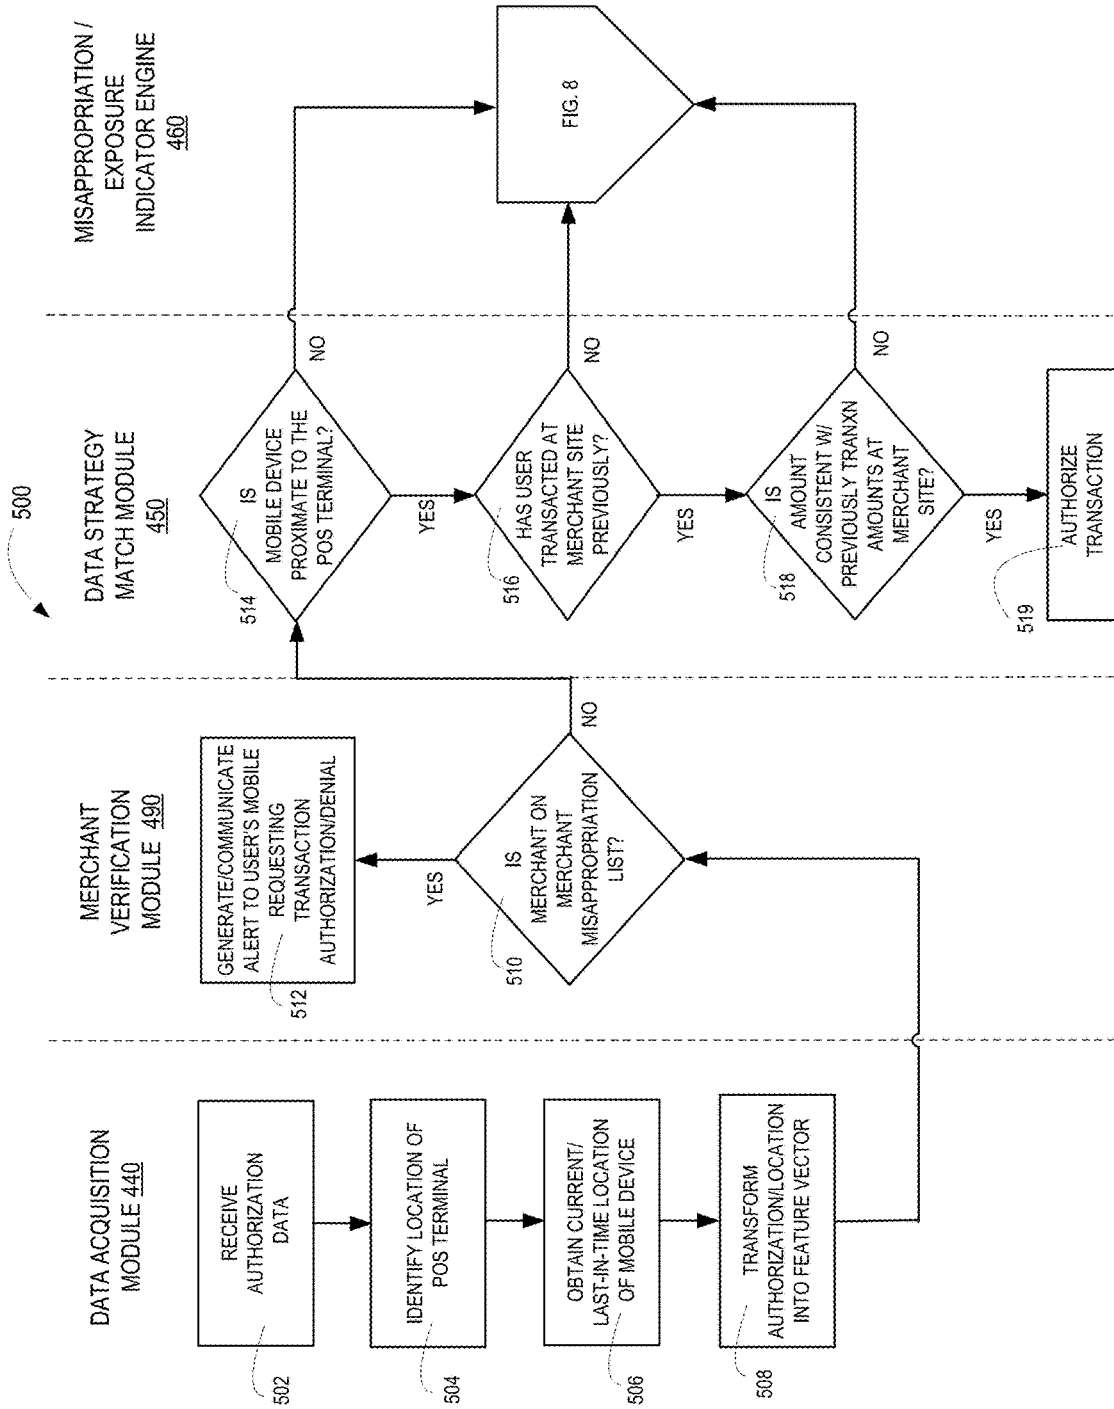 500
DATA ACQUISITION
MODULE 440
RECEIVE
AUTHORIZATION
DATA
502
IDENTIFY LOCATION OF
POS TERMINAL
504
OBTAIN CURRENT/
LAST-IN-TIME LOCATION
OF MOBILE DEVICE
506
TRANSFORM
AUTHORIZATION/LOCATION
INTO FEATURE VECTOR
508
MERCHANT
VERIFICATION
MODULE 490
GENERATE/COMMUNICATE
ALERT TO USER'S MOBILE
REQUESTING
TRANSACTION
AUTHORIZATION/DENIAL
512
YES
IS
MERCHANT ON
MERCHANT
MISAPPROPRIATION
LIST?
510
NO
DATA STRATEGY
MATCH MODULE
450
IS
MOBILE DEVICE
PROXIMATE TO THE
POS TERMINAL?
514
NO
YES
HAS USER
TRANSACTED AT
MERCHANT SITE
PREVIOUSLY?
516
NO
YES
IS
AMOUNT
CONSISTENT W/
PREVIOUSLY TRANXN
AMOUNTS AT
MERCHANT
SITE?
518
NO
YES
AUTHORIZE
TRANSACTION
519
MISAPPROPRIATION /
EXPOSURE
INDICATOR ENGINE
460
FIG. 8